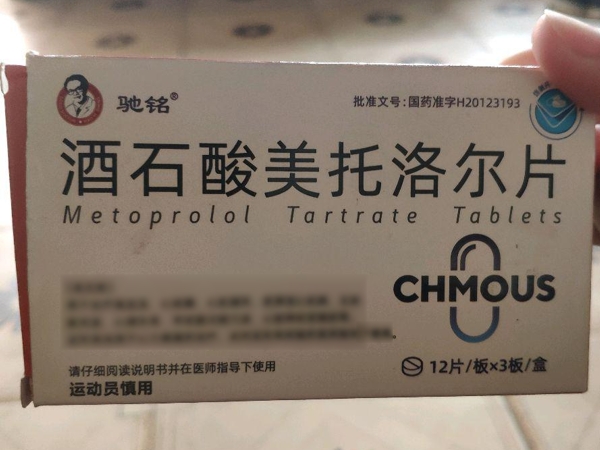 驰铭®
批准文号:国药准字H20123193
酒石酸美托洛尔片
Metoprolol Tartrate Tablets
CHMOUS
12片/板×3板/盒
请仔细阅读说明书并在医师指导下使用
运动员慎用